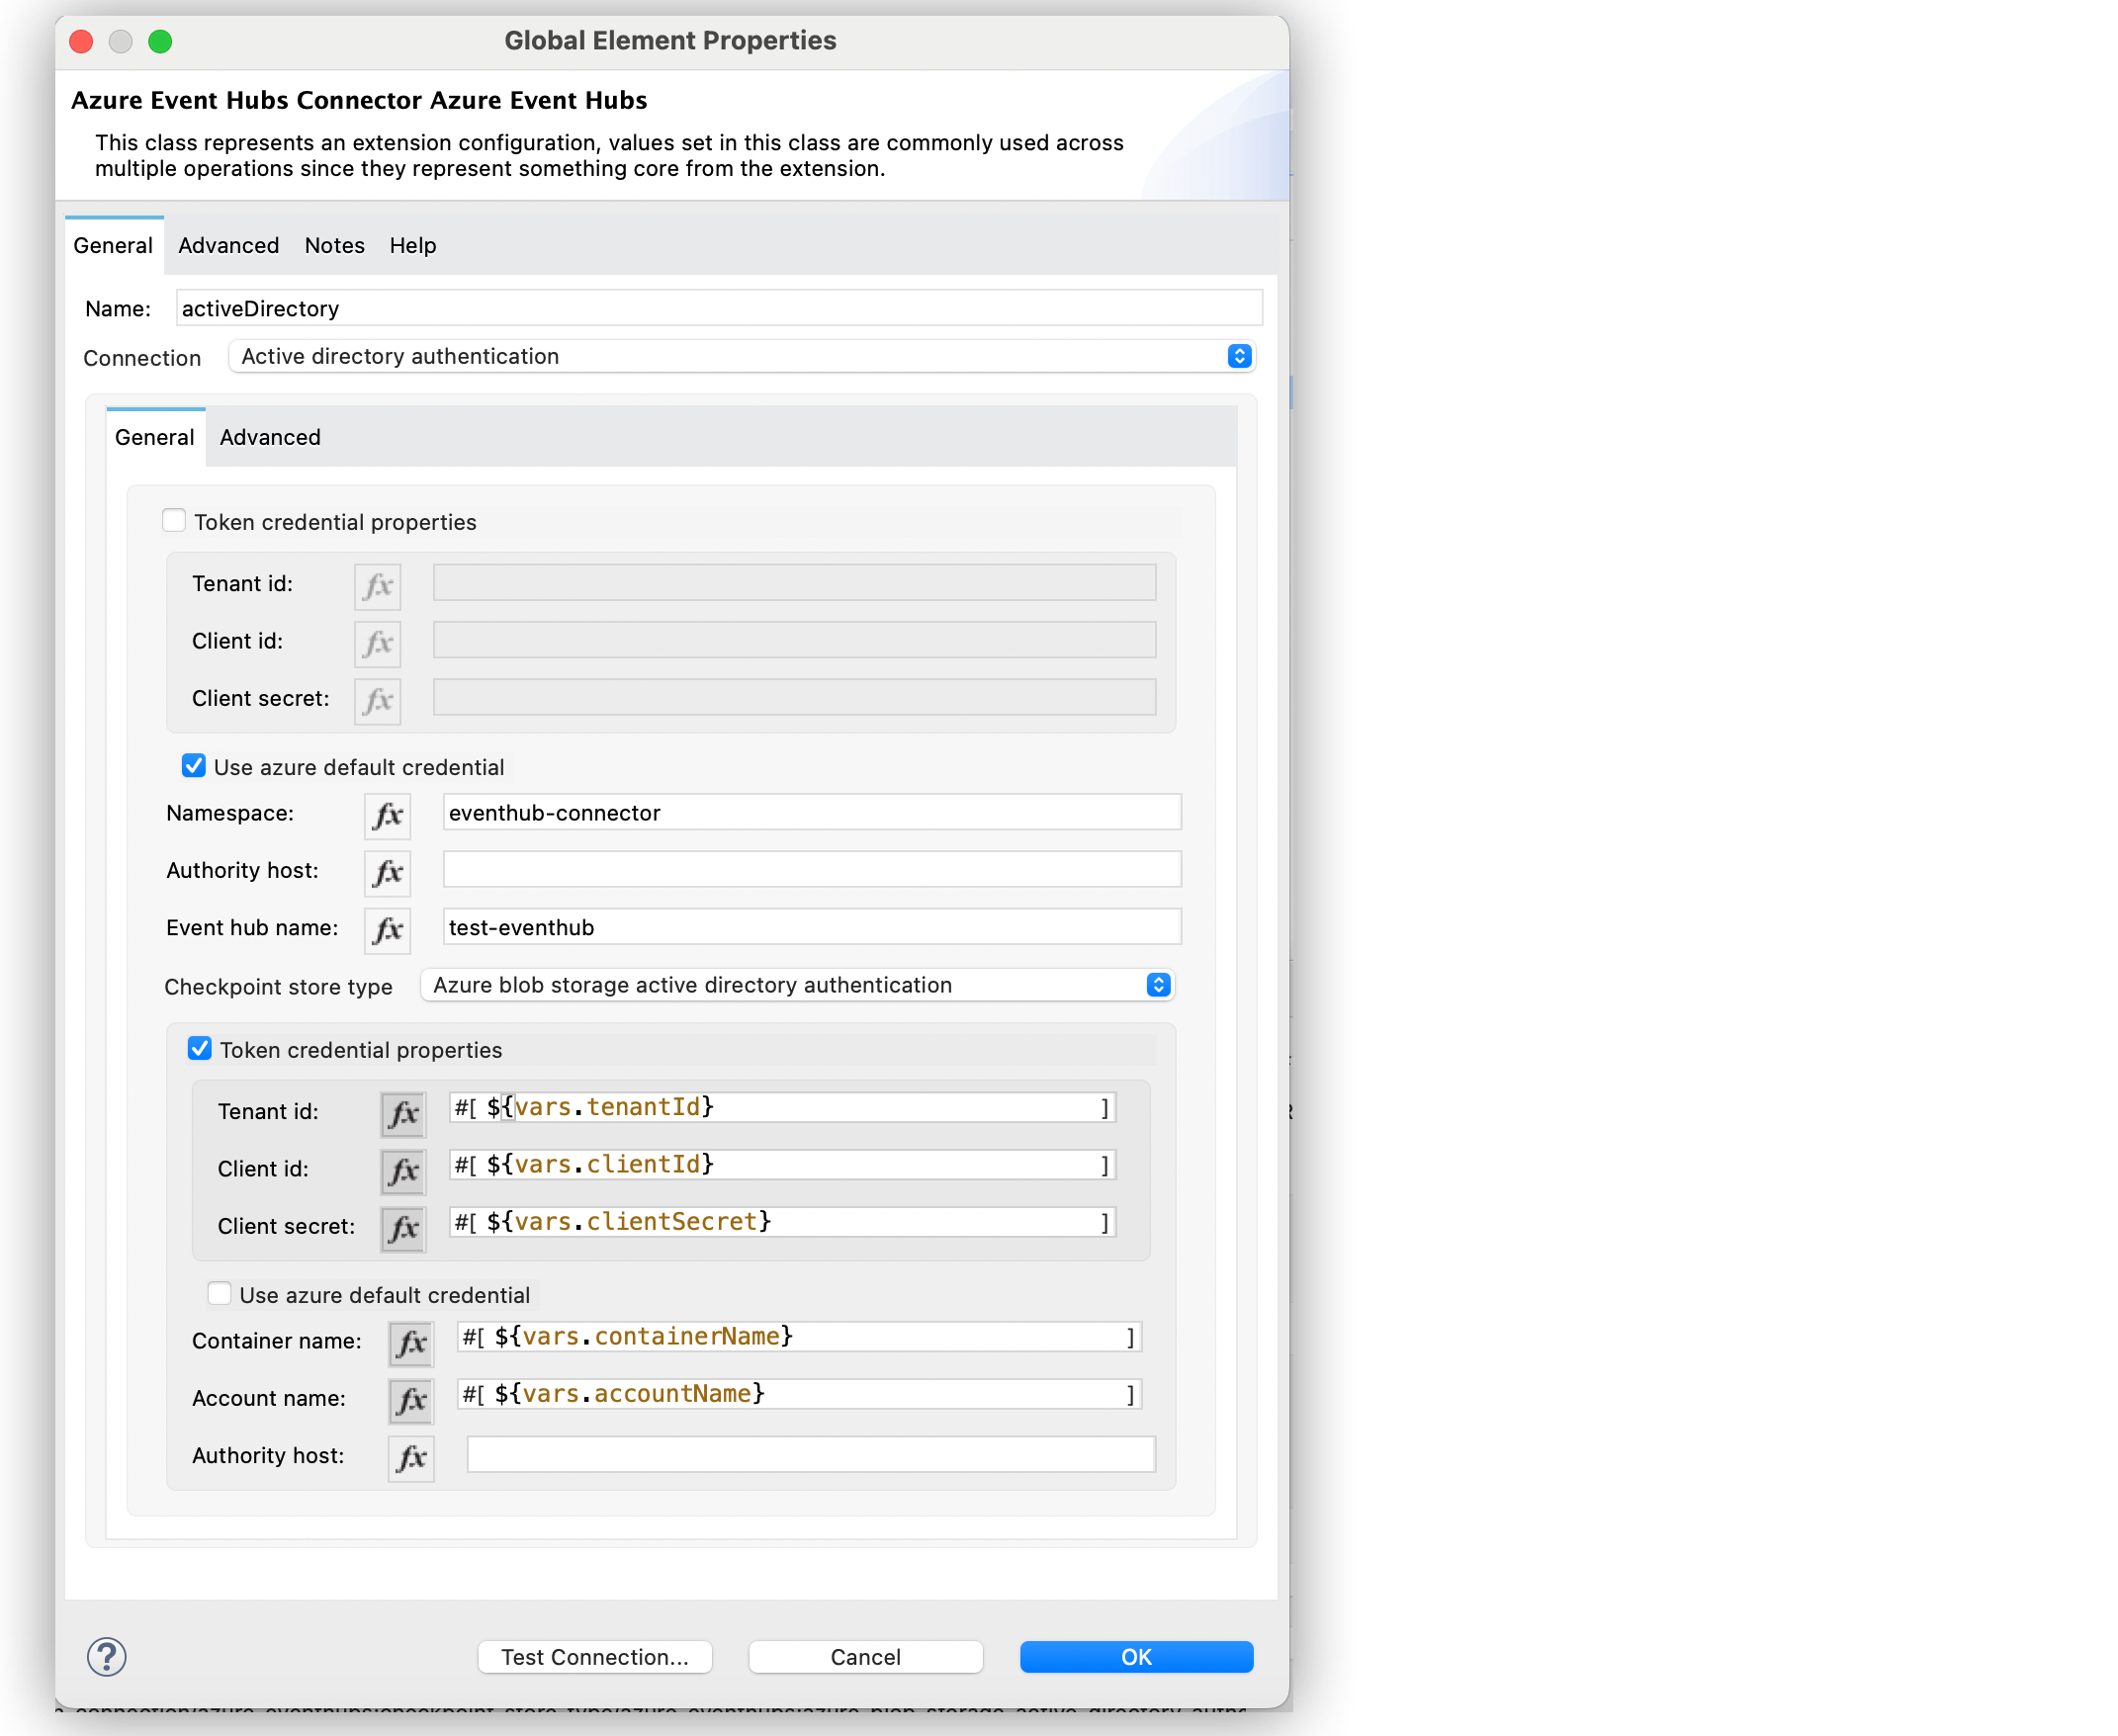 Global Element Properties
Azure Event Hubs Connector Azure Event Hubs
This class represents an extension configuration, values set in this class are commonly used across
multiple operations since they represent something core from the extension.
General Advanced Notes Help
Name: activeDirectory
Connection Active directory authentication
General Advanced
Token credential properties
Tenant id: fx
Client id: fx
Client secret: fx
Use azure default credential
Namespace: fx eventhub-connector
Authority host: fx
Event hub name: fx test-eventhub
Checkpoint store type Azure blob storage active directory authentication
Token credential properties
Tenant id: fx #[ ${vars.tenantId} ]
Client id: fx #[ ${vars.clientId} ]
Client secret: fx #[ ${vars.clientSecret} ]
Use azure default credential
Container name: fx #[ ${vars.containerName} ]
Account name: fx #[ ${vars.accountName} ]
Authority host: fx
? Test Connection... Cancel OK